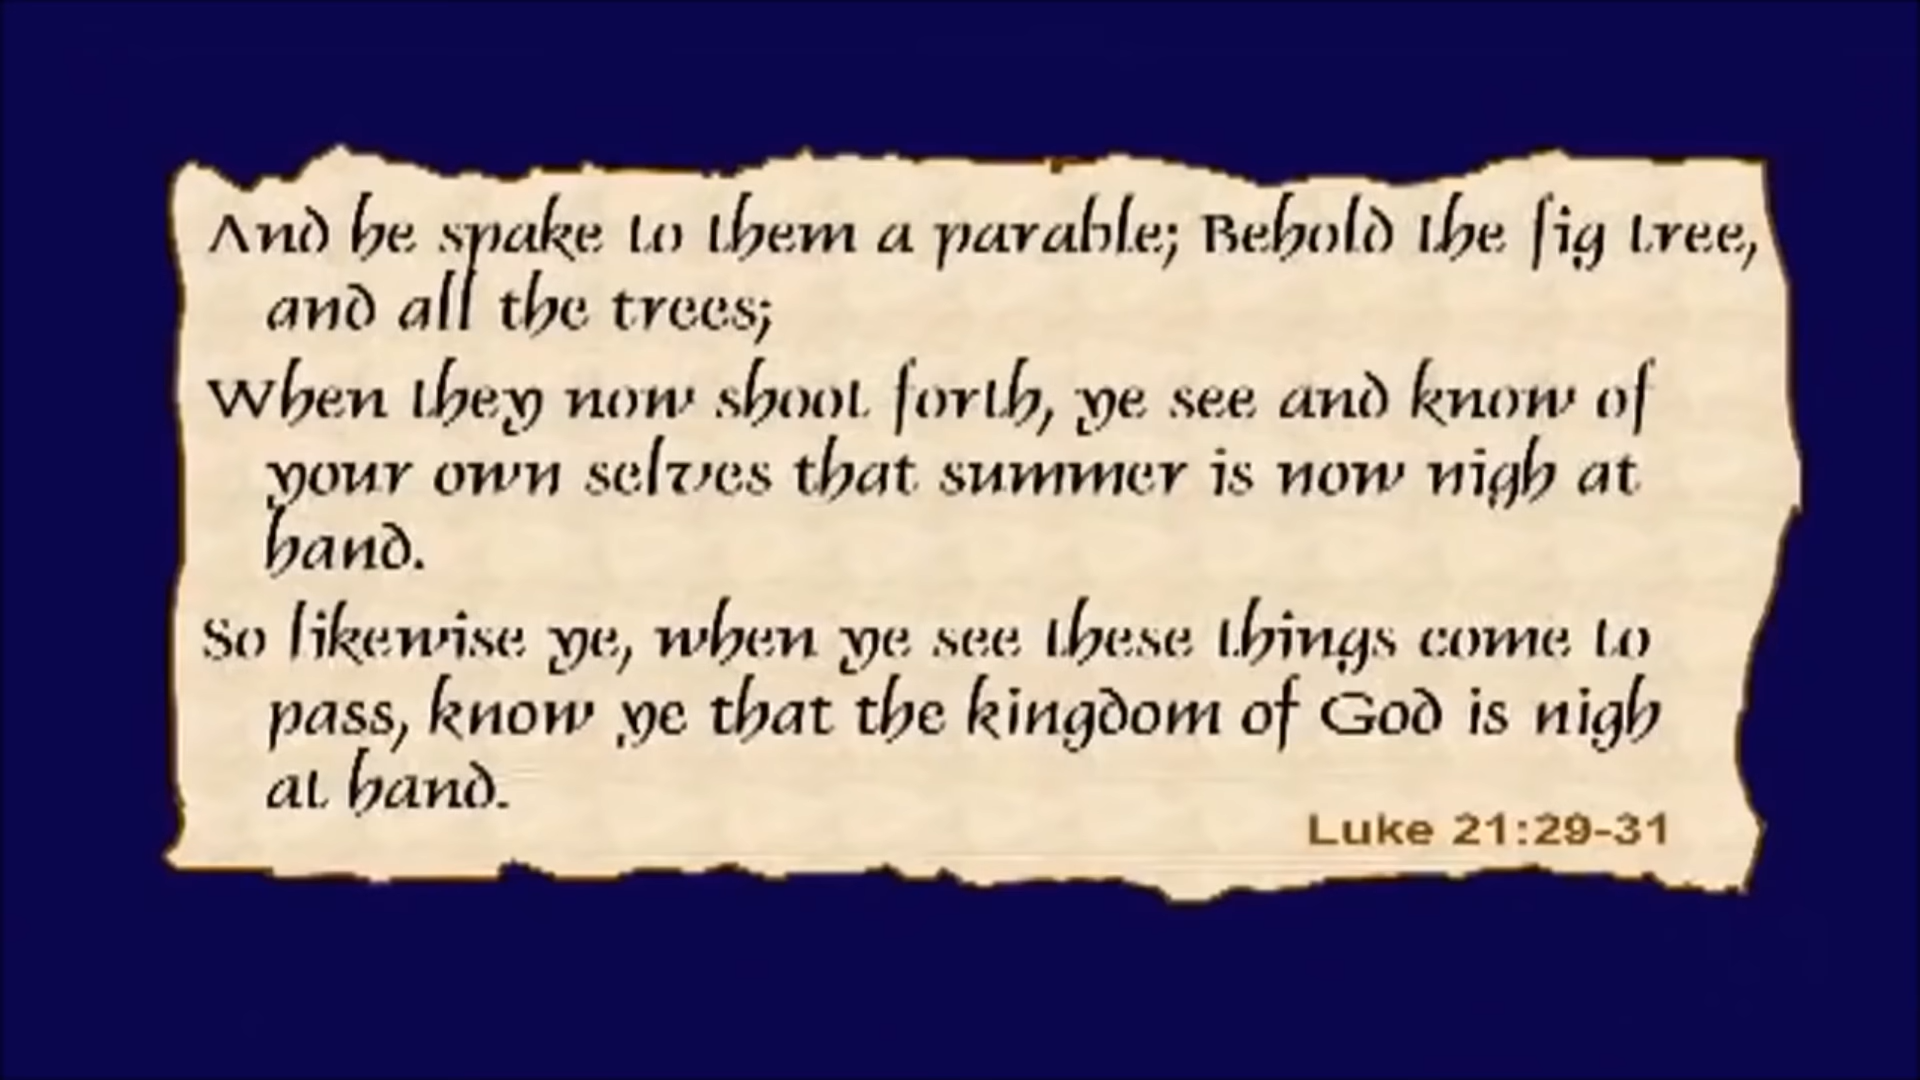 And he spake to them a parable; Behold the fig tree,
and all the trees;
When they now shoot forth, ye see and know of
your own selves that summer is now nigh at
hand.
So likewise ye, when ye see these things come to
pass, know ye that the kingdom of God is nigh
at hand.
Luke 21:29-31